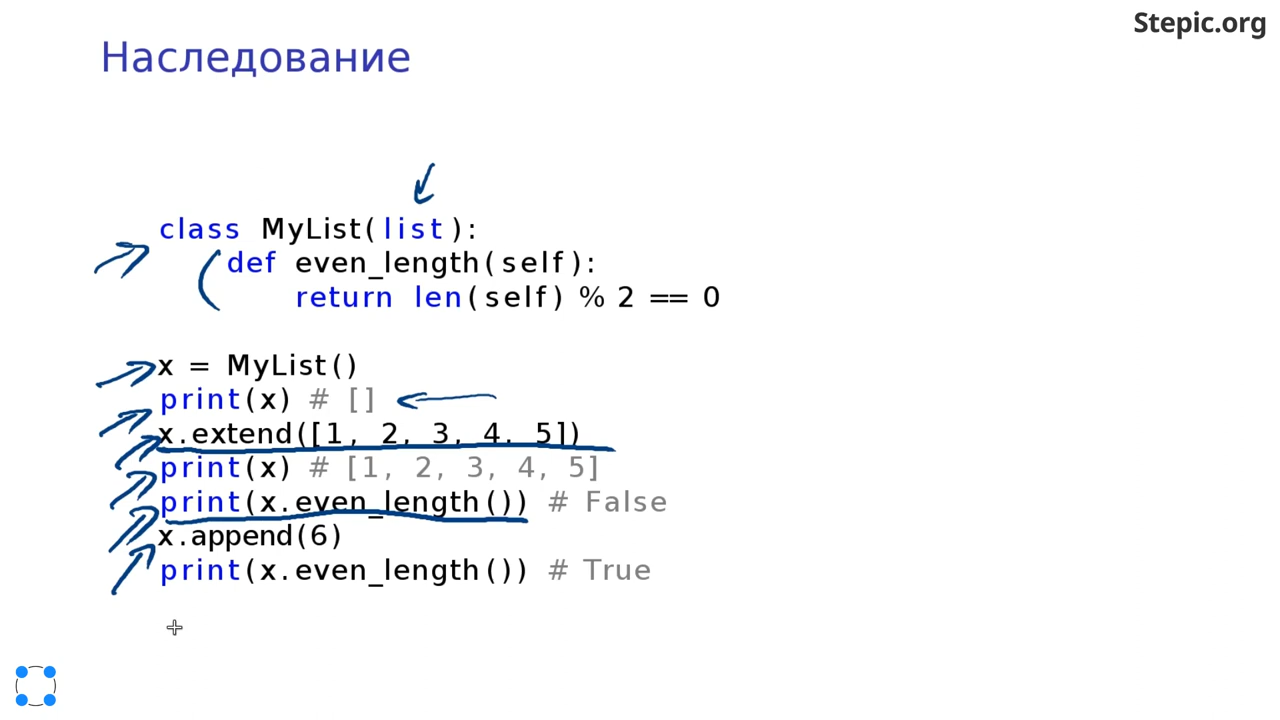 Stepic.org
Наследование
class MyList(list):
    def even_length(self):
        return len(self) % 2 == 0
x = MyList()
print(x) # []
x.extend([1, 2, 3, 4, 5])
print(x) # [1, 2, 3, 4, 5]
print(x.even_length()) # False
x.append(6)
print(x.even_length()) # True